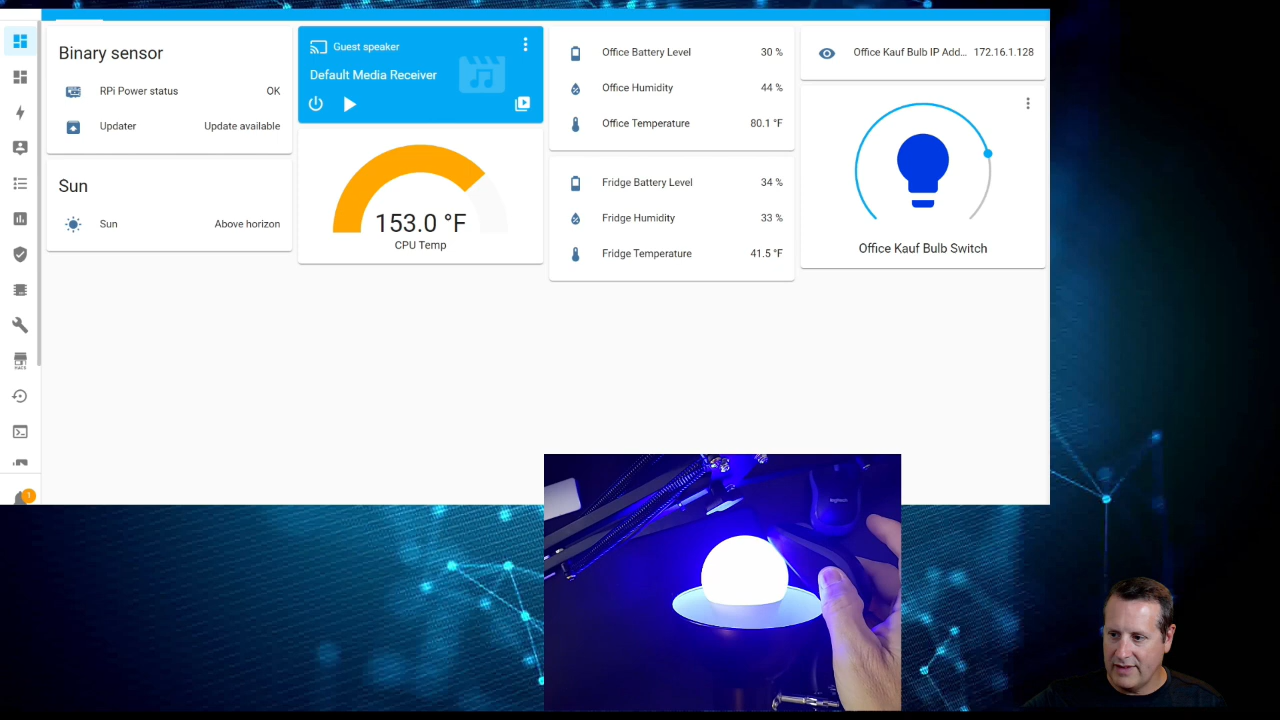 Binary sensor
RPi Power status OK
Updater Update available
Sun
Sun Above horizon
Guest speaker
Default Media Receiver
153.0 °F
CPU Temp
Office Battery Level 30 %
Office Humidity 44 %
Office Temperature 80.1 °F
Fridge Battery Level 34 %
Fridge Humidity 33 %
Fridge Temperature 41.5 °F
Office Kauf Bulb IP Add... 172.16.1.128
Office Kauf Bulb Switch
HACS
1
logitech